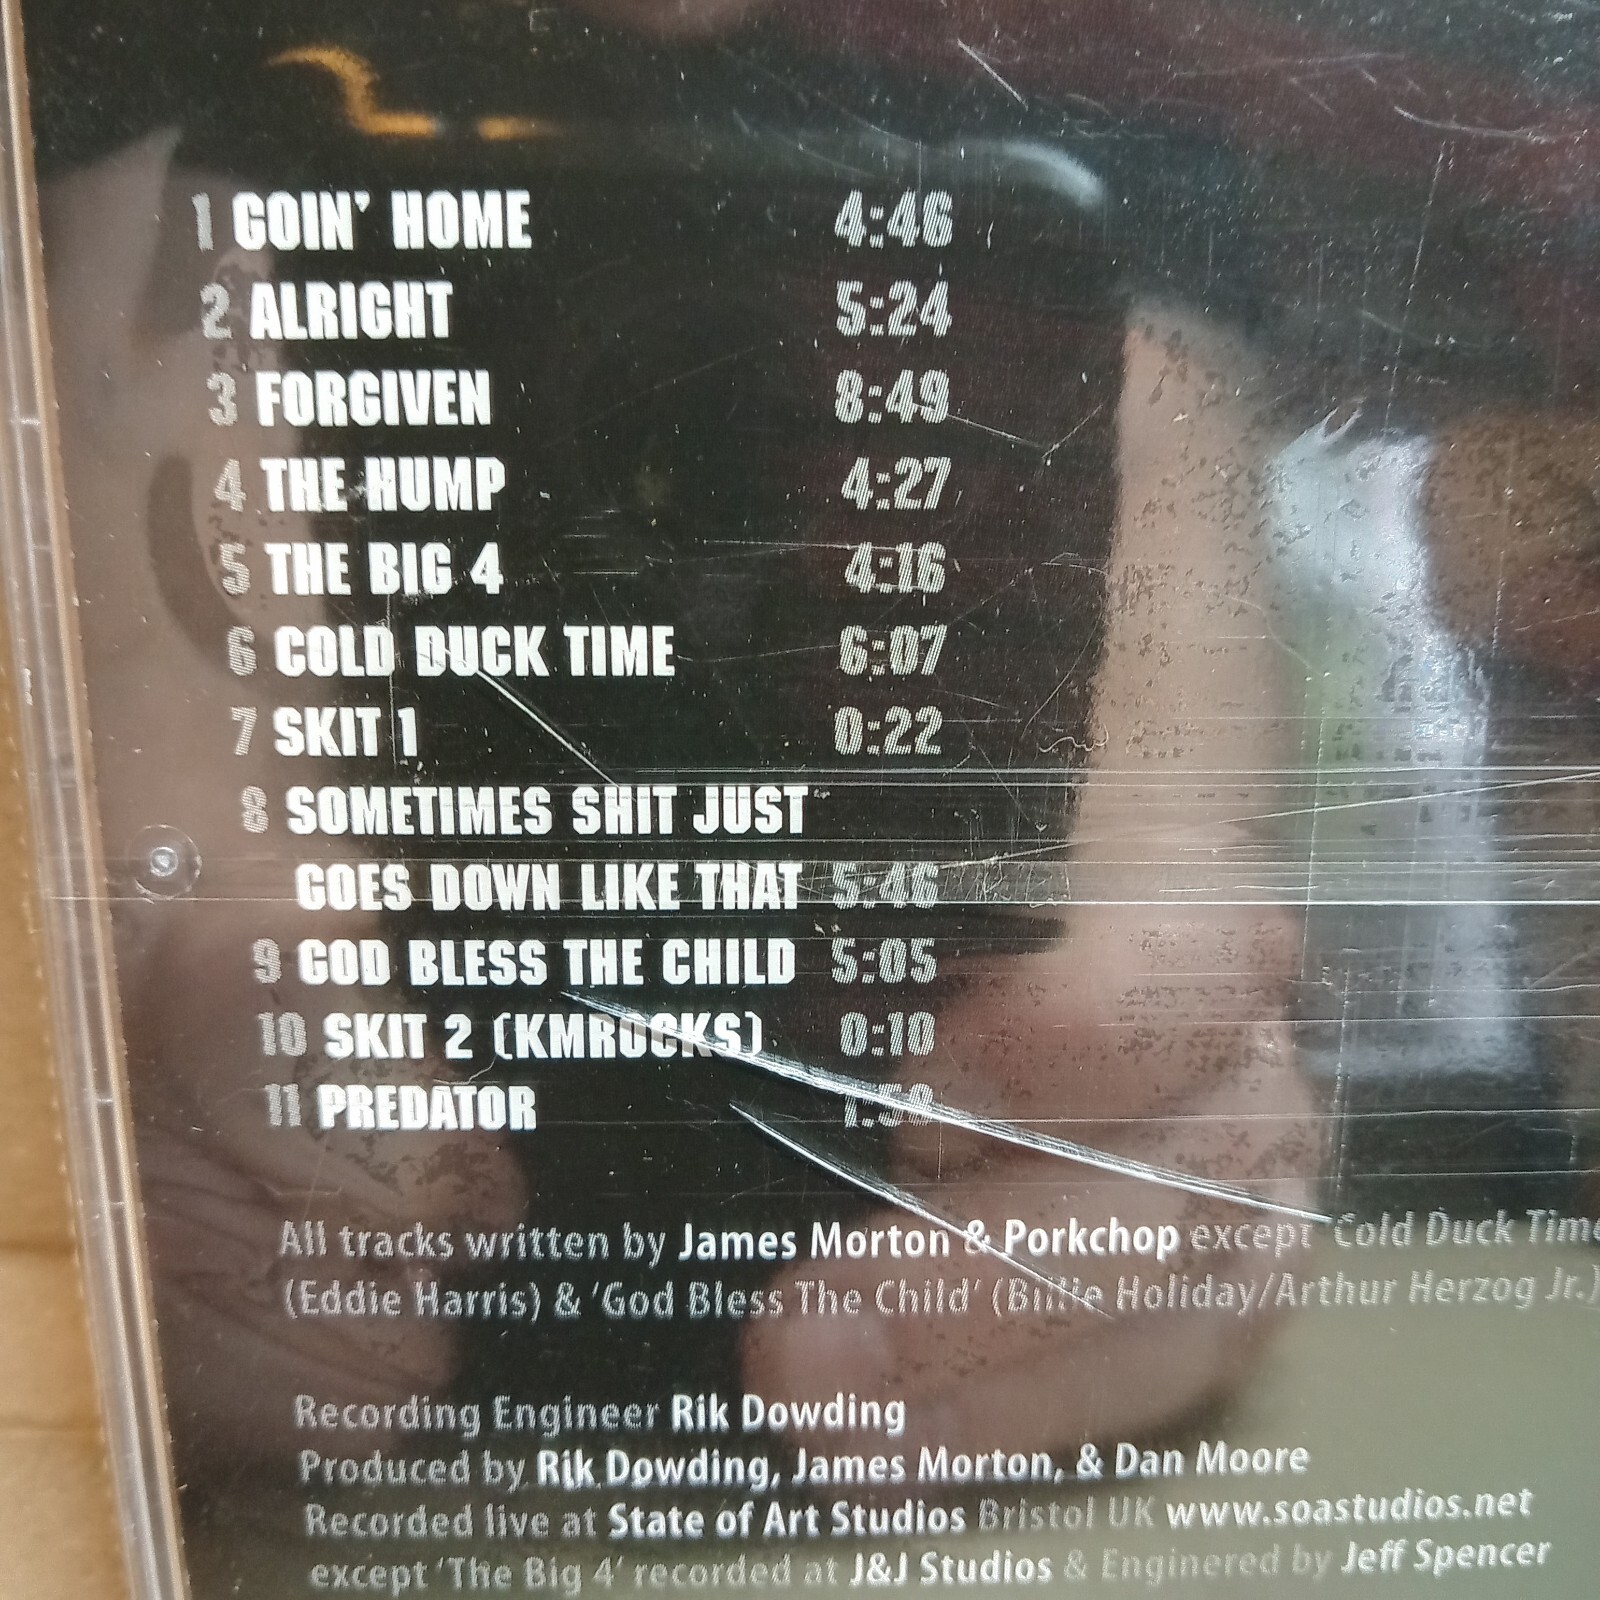 1 GOIN' HOME 4:46
2 ALRIGHT 5:24
3 FORGIVEN 8:49
4 THE HUMP 4:27
5 THE BIG 4 4:16
6 COLD DUCK TIME 6:07
7 SKIT 1 0:22
8 SOMETIMES SHIT JUST
GOES DOWN LIKE THAT 5:46
9 GOD BLESS THE CHILD 5:05
10 SKIT 2 (KMROCKS) 0:10
11 PREDATOR
All tracks written by James Morton & Porkchop except 'Cold Duck Time
(Eddie Harris) & 'God Bless The Child' (Billie Holiday/Arthur Herzog Jr.)
Recording Engineer Rik Dowding
Produced by Rik Dowding, James Morton, & Dan Moore
Recorded live at State of Art Studios Bristol UK www.soastudios.net
except 'The Big 4' recorded at J&J Studios & Enginered by Jeff Spencer